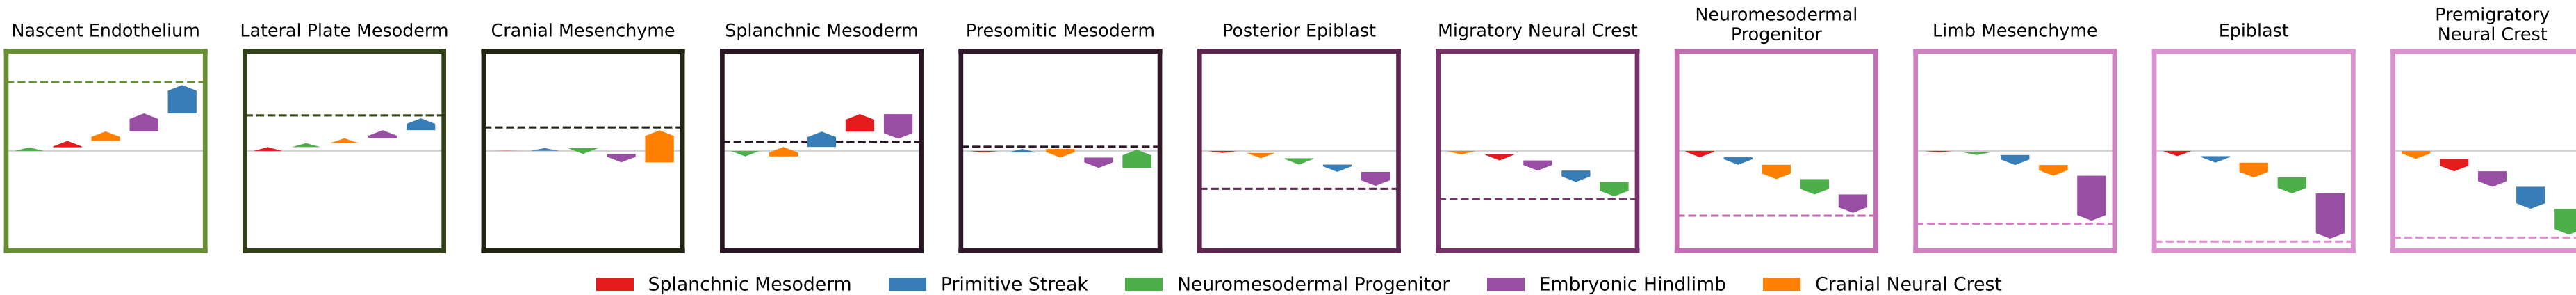 Nascent Endothelium
Lateral Plate Mesoderm
Cranial Mesenchyme
Splanchnic Mesoderm
Presomitic Mesoderm
Posterior Epiblast
Migratory Neural Crest
Neuromesodermal
Progenitor
Limb Mesenchyme
Epiblast
Premigratory
Neural Crest
Splanchnic Mesoderm
Primitive Streak
Neuromesodermal Progenitor
Embryonic Hindlimb
Cranial Neural Crest